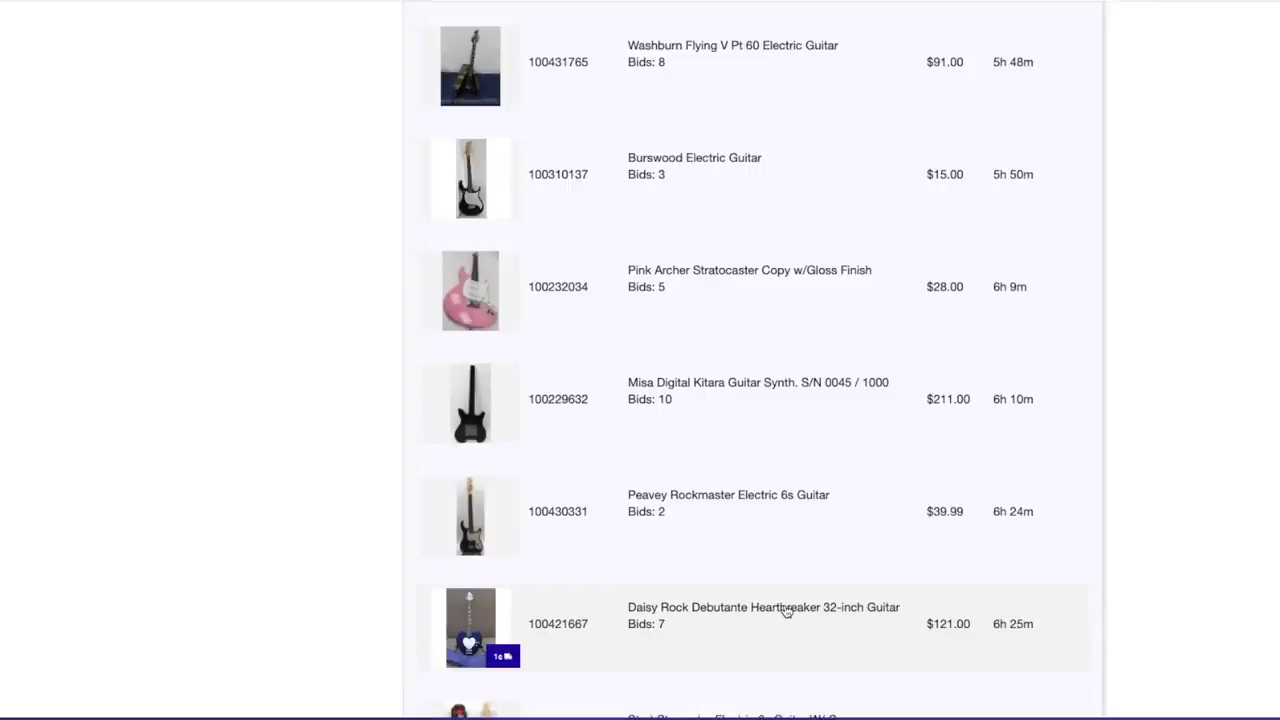 Washburn Flying V Pt 60 Electric Guitar
100431765 Bids: 8 $91.00 5h 48m
Burswood Electric Guitar
100310137 Bids: 3 $15.00 5h 50m
Pink Archer Stratocaster Copy w/Gloss Finish
100232034 Bids: 5 $28.00 6h 9m
Misa Digital Kitara Guitar Synth. S/N 0045 / 1000
100229632 Bids: 10 $211.00 6h 10m
Peavey Rockmaster Electric 6s Guitar
100430331 Bids: 2 $39.99 6h 24m
Daisy Rock Debutante Heartbreaker 32-inch Guitar
100421667 Bids: 7 $121.00 6h 25m
1¢